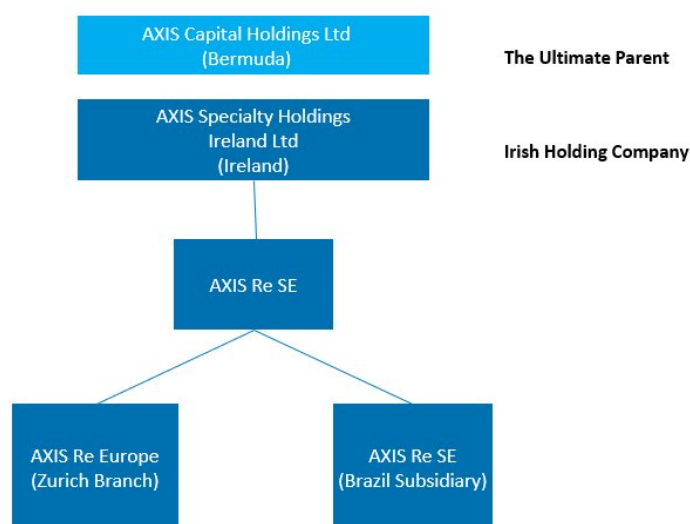 AXIS Capital Holdings Ltd
(Bermuda)
The Ultimate Parent
AXIS Specialty Holdings
Ireland Ltd
(Ireland)
Irish Holding Company
AXIS Re SE
AXIS Re Europe
(Zurich Branch)
AXIS Re SE
(Brazil Subsidiary)